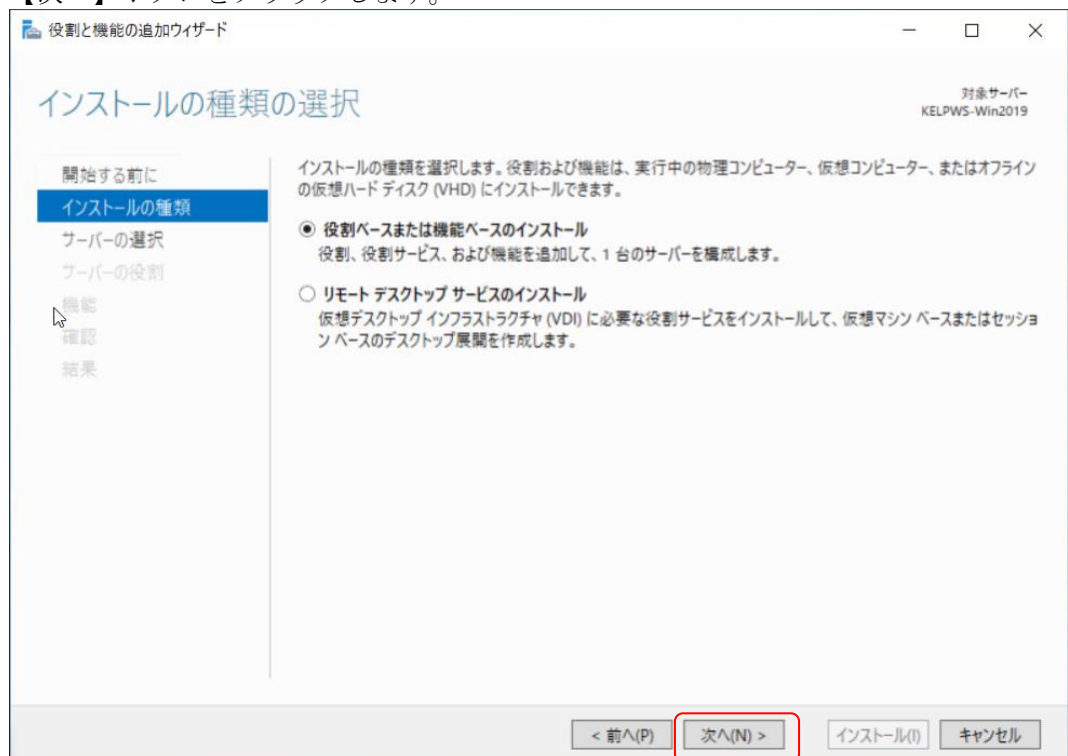 役割と機能の追加ウィザード
インストールの種類の選択
対象サーバー
KELPWS-Win2019
開始する前に
インストールの種類
サーバーの選択
サーバーの役割
機能
確認
結果
インストールの種類を選択します。役割および機能は、実行中の物理コンピューター、仮想コンピューター、またはオフライン
の仮想ハード ディスク (VHD) にインストールできます。
役割ベースまたは機能ベースのインストール
役割、役割サービス、および機能を追加して、1 台のサーバーを構成します。
リモート デスクトップ サービスのインストール
仮想デスクトップ インフラストラクチャ (VDI) に必要な役割サービスをインストールして、仮想マシン ベースまたはセッショ
ン ベースのデスクトップ展開を作成します。
< 前へ(P)
次へ(N) >
インストール(I)
キャンセル